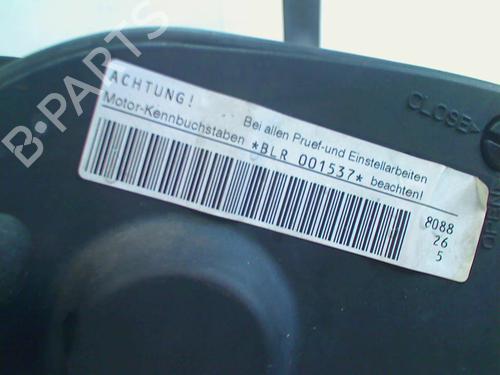 B-PARTS
ACHTUNG!
Bei allen Pruef-und Einstellarbeiten
Motor-Kennbuchstaben *BLR 001537* beachten!
8088
26
5
CLOSE